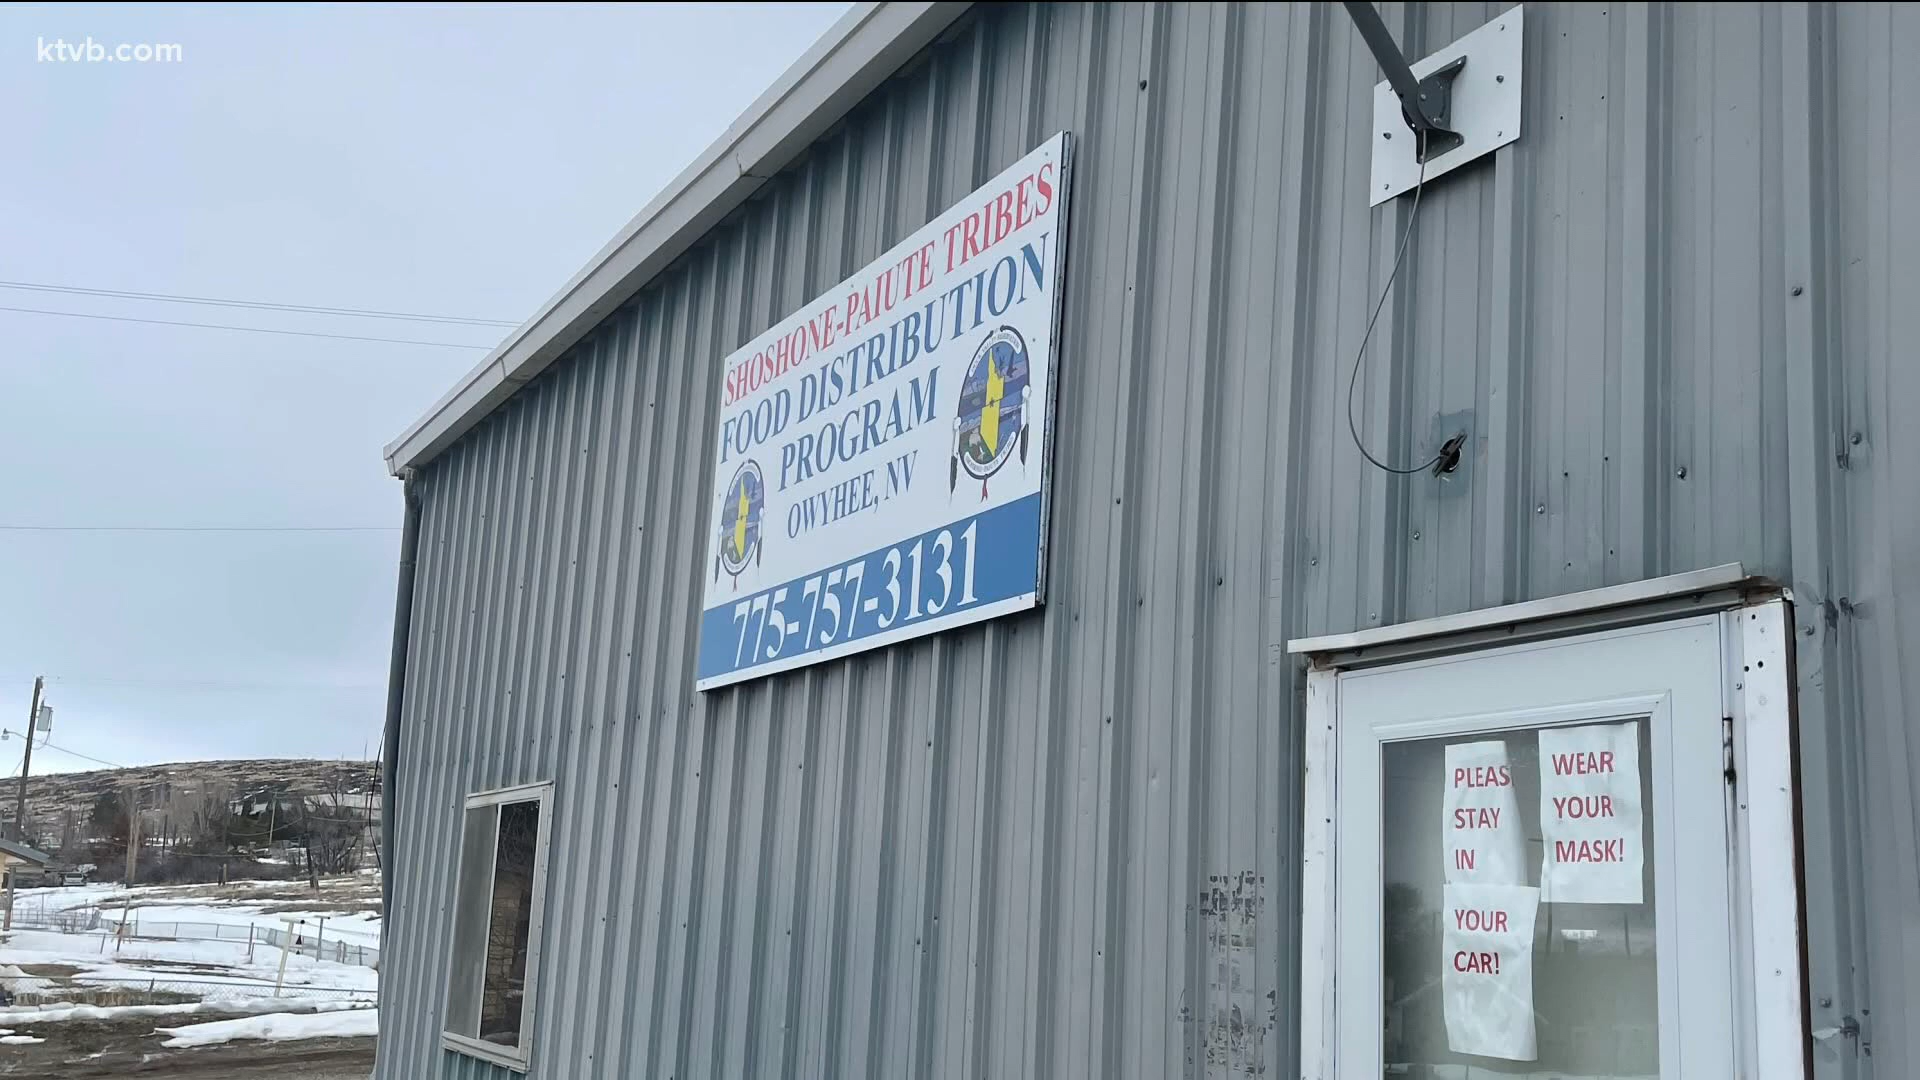 ktvb.com
SHOSHONE-PAIUTE TRIBES
FOOD DISTRIBUTION
PROGRAM
OWYHEE, NV
775-757-3131
PLEAS
STAY
IN
YOUR
CAR!
WEAR
YOUR
MASK!